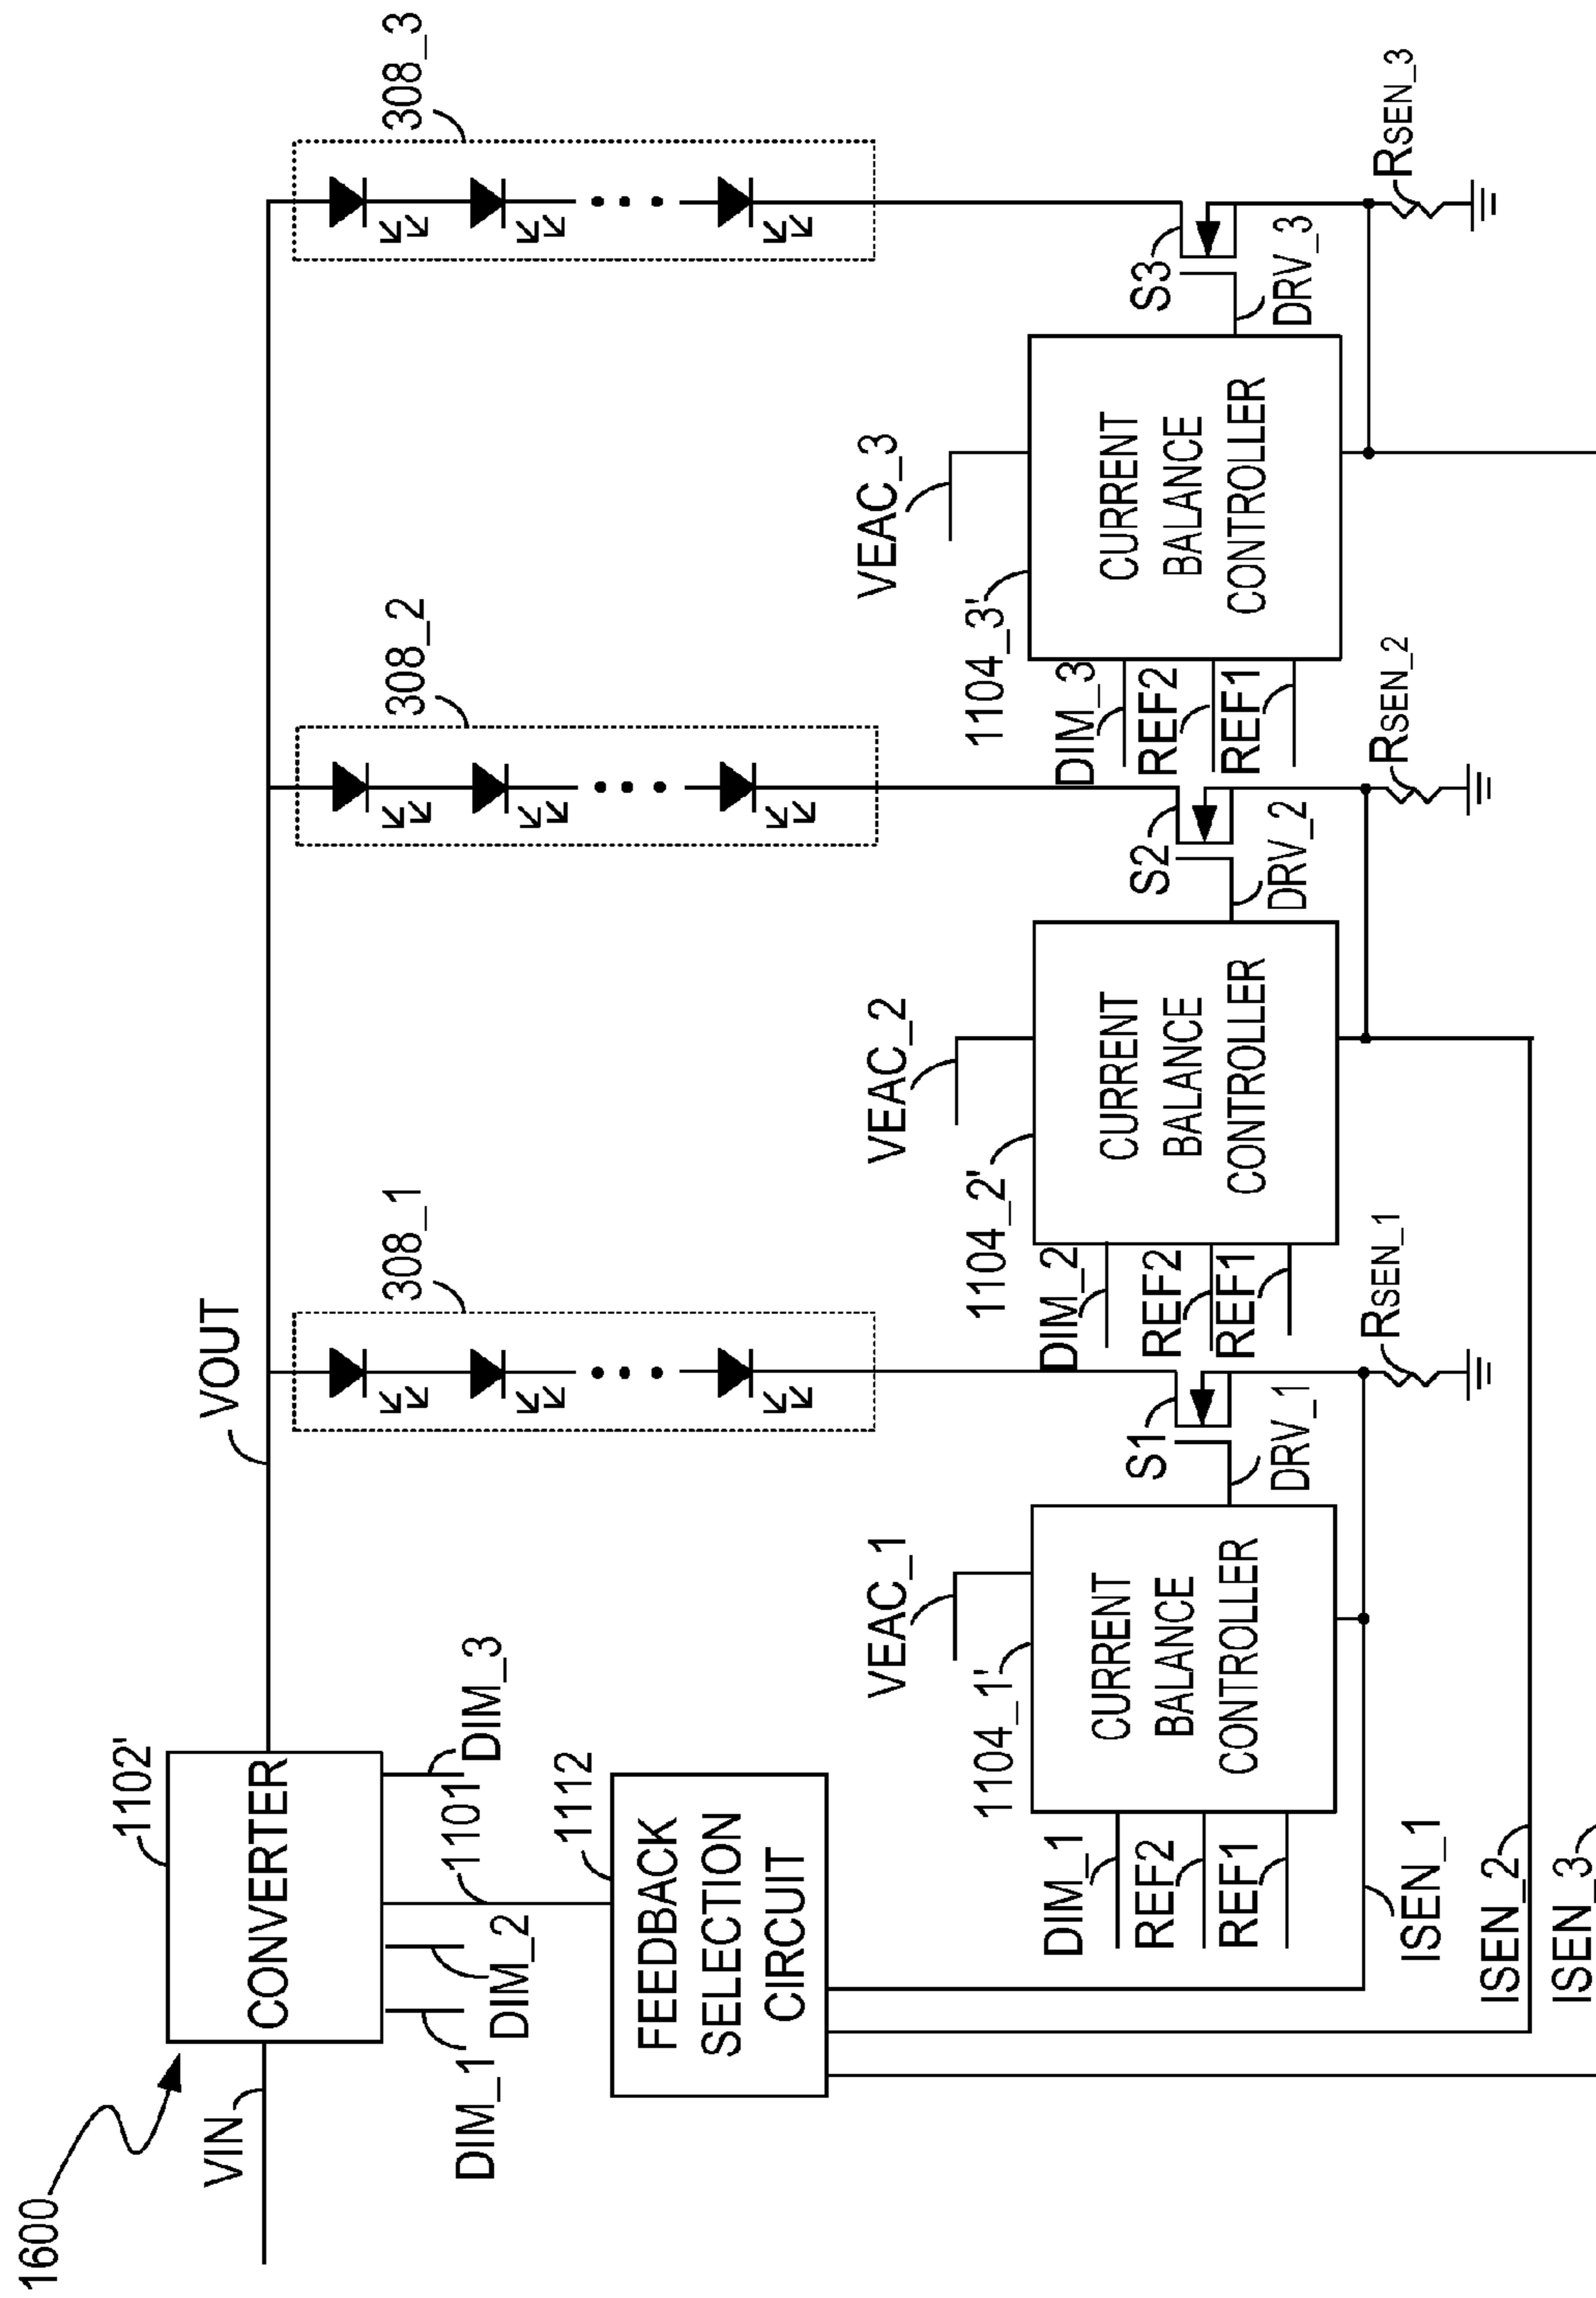 1600
VIN
1102'
CONVERTER
VOUT
DIM_1
DIM_2
1101
DIM_3
308_1
308_2
308_3
1112
FEEDBACK
SELECTION
CIRCUIT
VEAC_1
VEAC_2
VEAC_3
1104_1'
CURRENT
BALANCE
CONTROLLER
DIM_1
REF2
REF1
S1
DRV_1
RSEN_1
1104_2'
CURRENT
BALANCE
CONTROLLER
DIM_2
REF2
REF1
S2
DRV_2
RSEN_2
1104_3'
CURRENT
BALANCE
CONTROLLER
DIM_3
REF2
REF1
S3
DRV_3
RSEN_3
ISEN_1
ISEN_2
ISEN_3